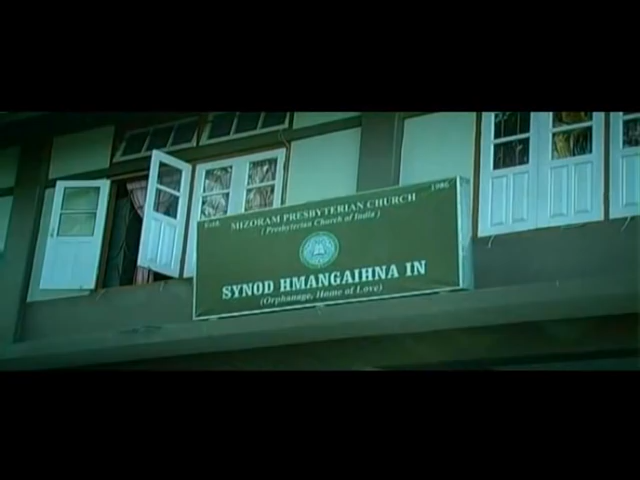 Estd. MIZORAM PRESBYTERIAN CHURCH 1986
( Presbyterian Church of India )
SYNOD HMANGAIHNA IN
(Orphanage, Home of Love)